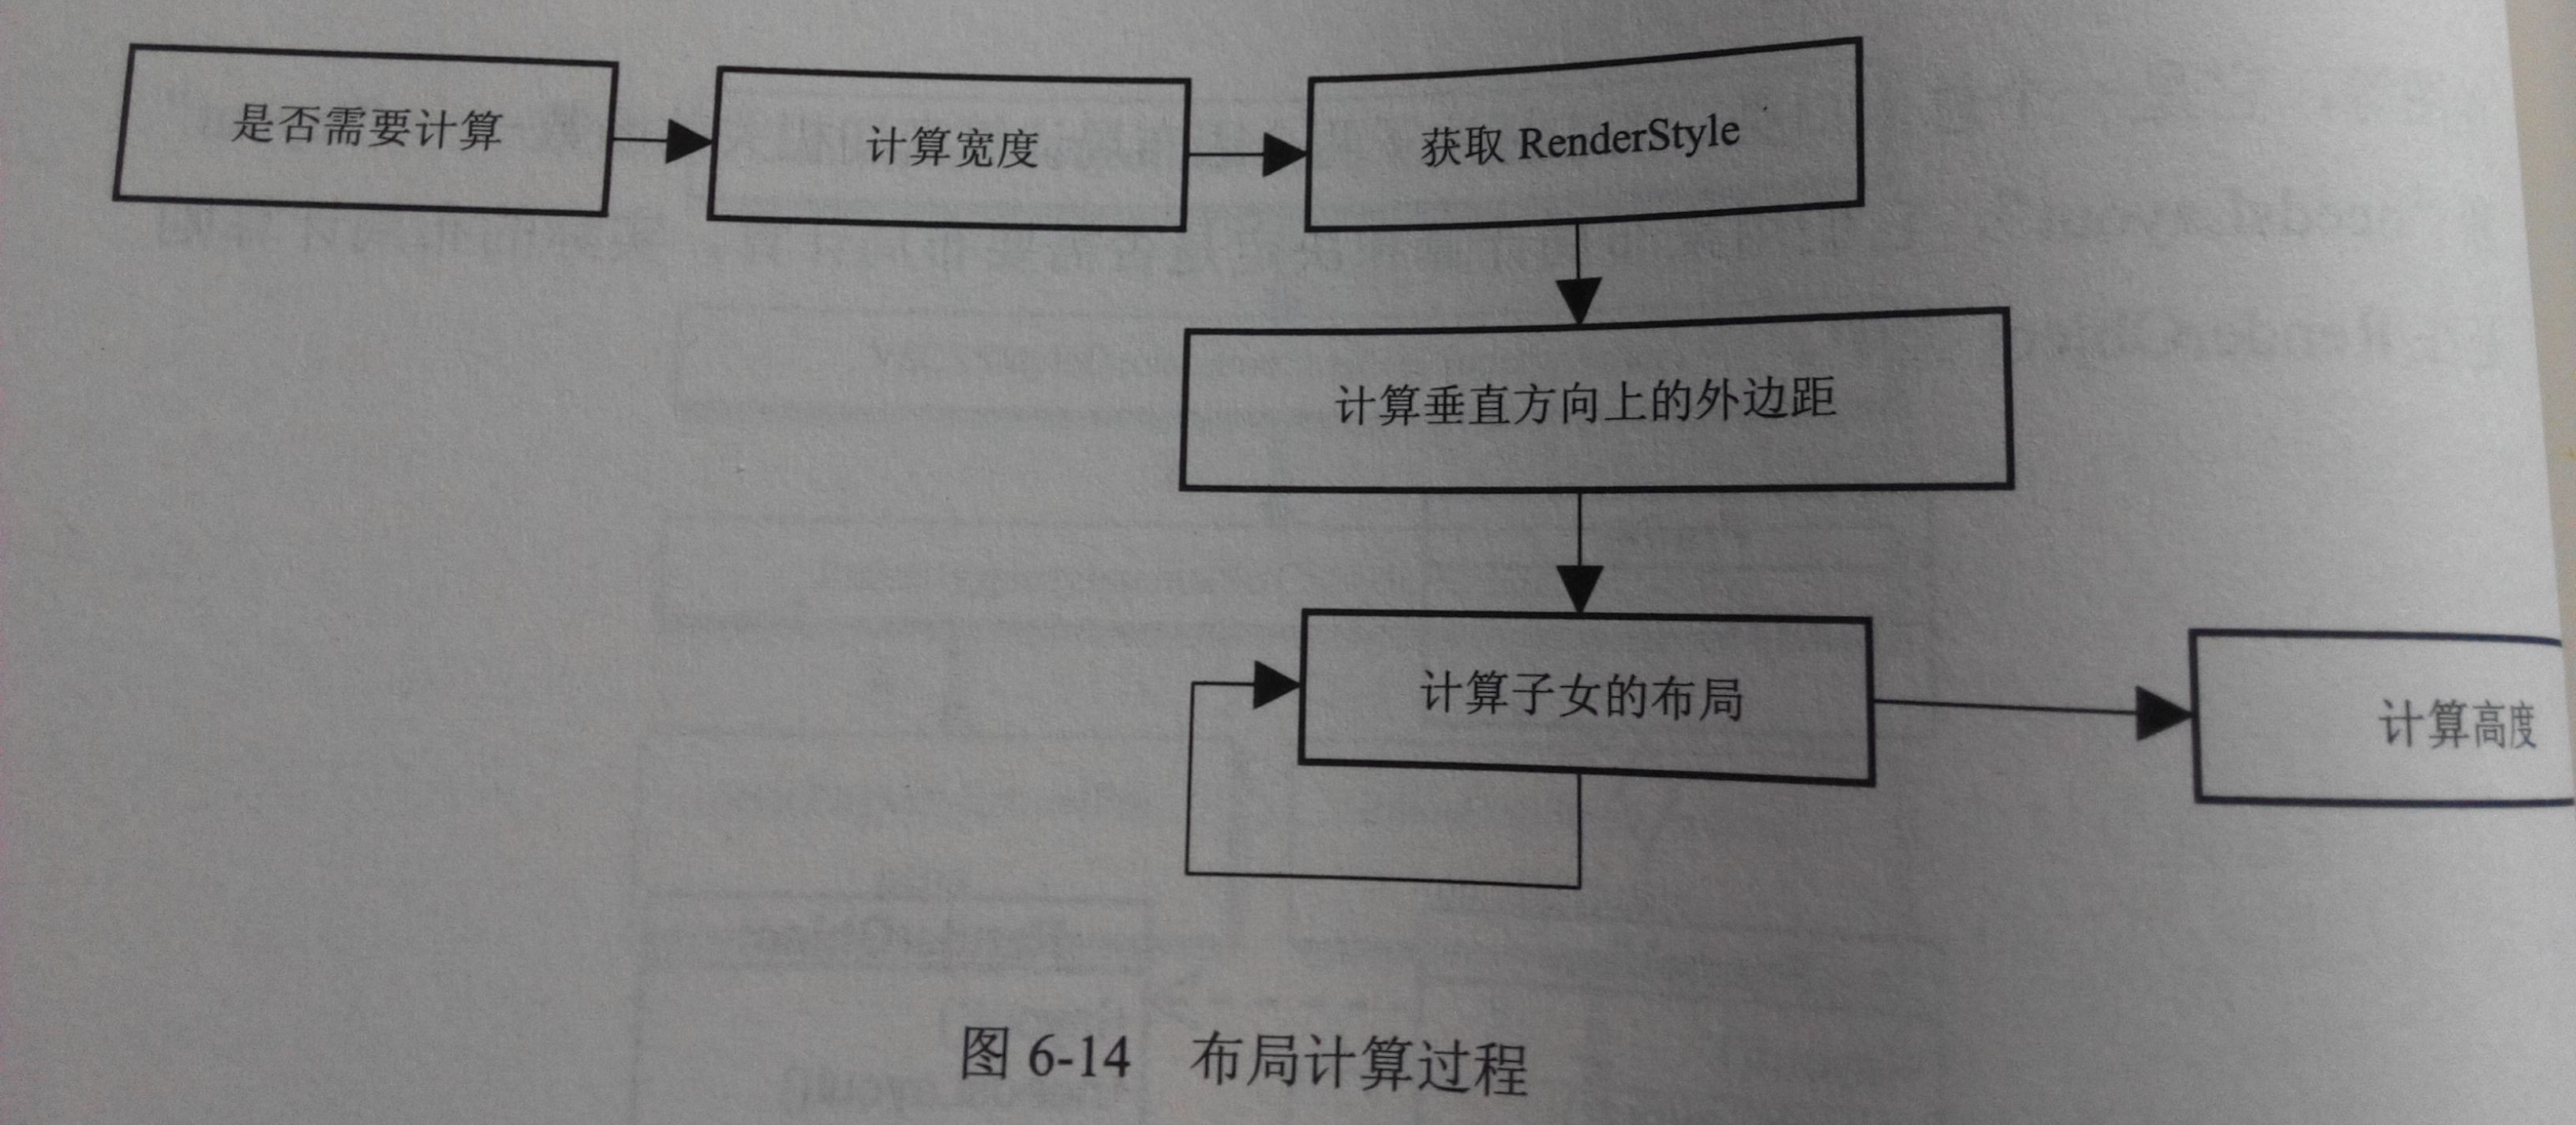 是否需要计算
计算宽度
获取 RenderStyle
计算垂直方向上的外边距
计算子女的布局
计算高度
图 6-14 布局计算过程